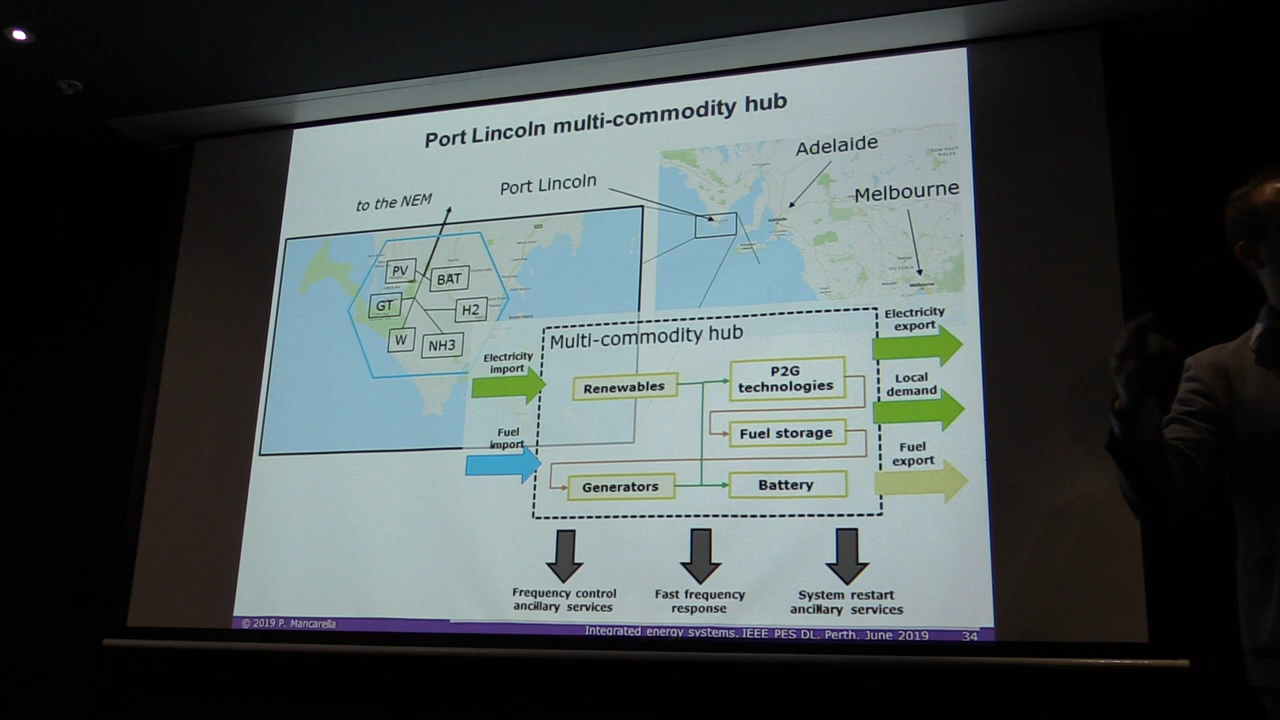 Port Lincoln multi-commodity hub
Adelaide
Port Lincoln
Melbourne
to the NEM
PV
BAT
GT
H2
W
NH3
VICTORIA
Multi-commodity hub
Electricity
import
Fuel
import
Renewables
P2G
technologies
Fuel storage
Generators
Battery
Electricity
export
Local
demand
Fuel
export
Frequency control
ancillary services
Fast frequency
response
System restart
ancillary services
© 2019 P. Mancarella
Integrated energy systems. IEEE PES DL. Perth. June 2019
34